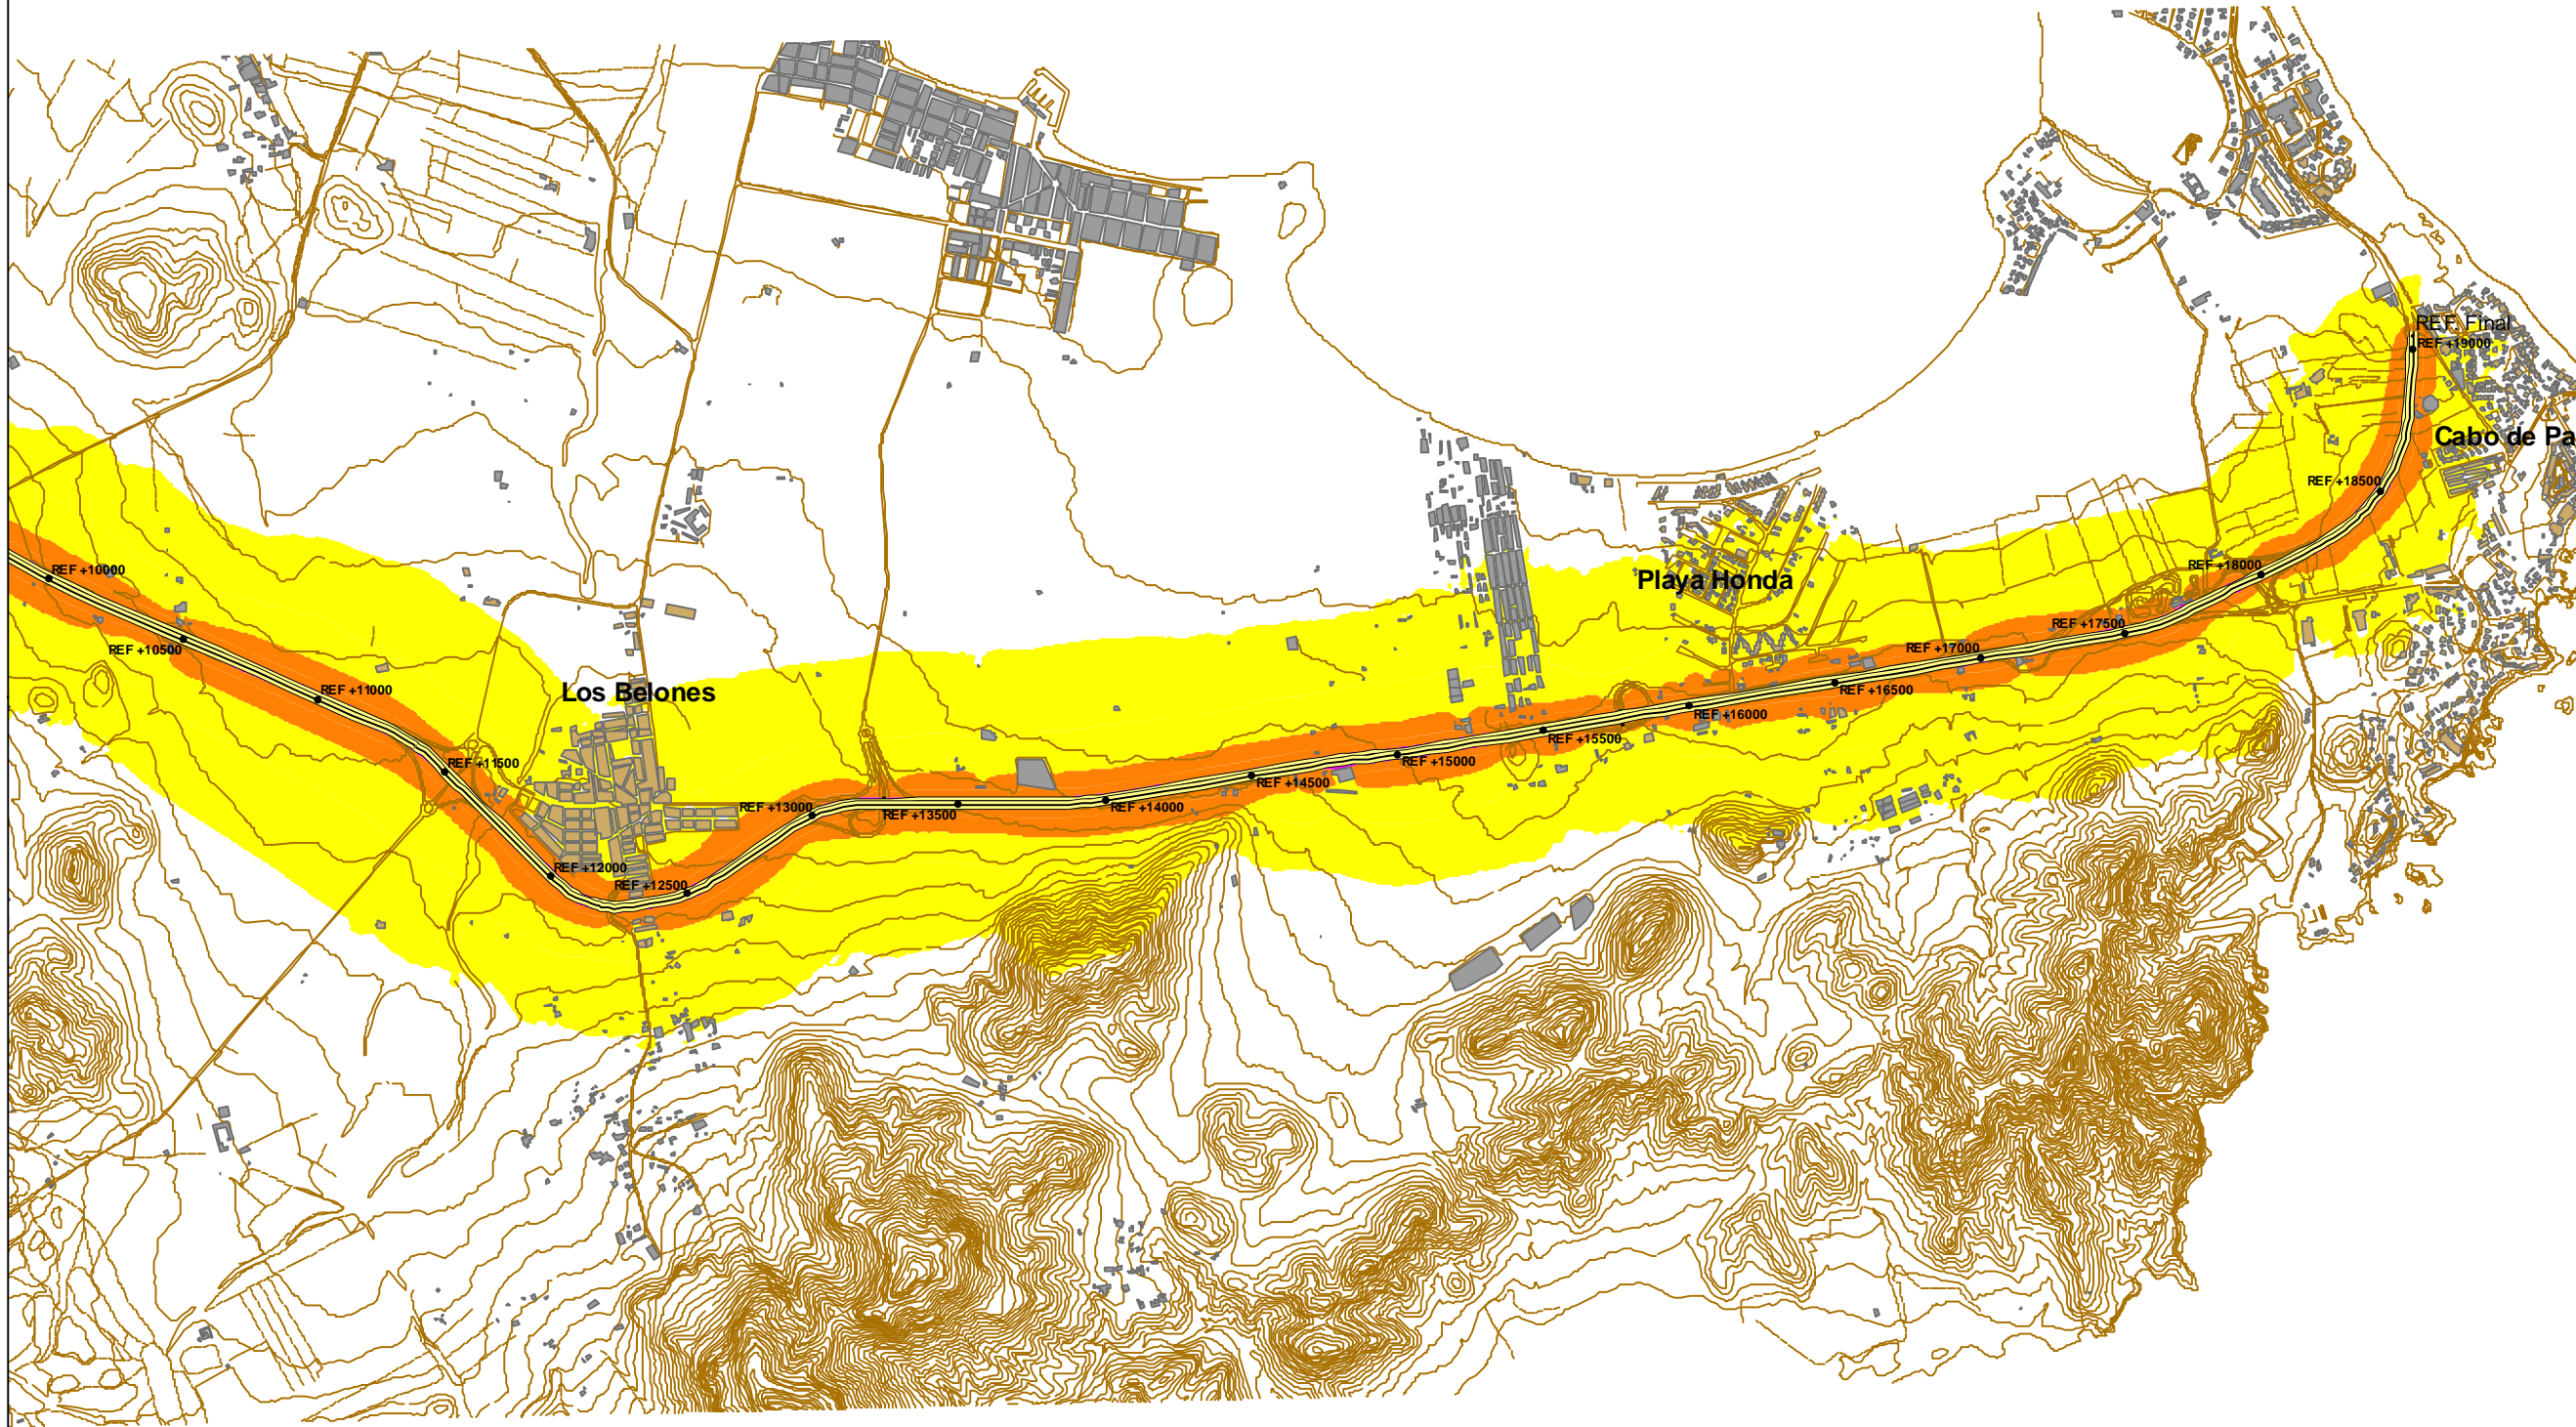 REF. Final
REF +19000
Cabo de Pa
REF +18500
REF +18000
REF +17500
REF +17000
REF +16500
REF +16000
REF +15500
REF +15000
REF +14500
REF +14000
REF +13500
REF +13000
REF +12500
REF +12000
REF +11500
REF +11000
REF +10500
REF +10000
Playa Honda
Los Belones